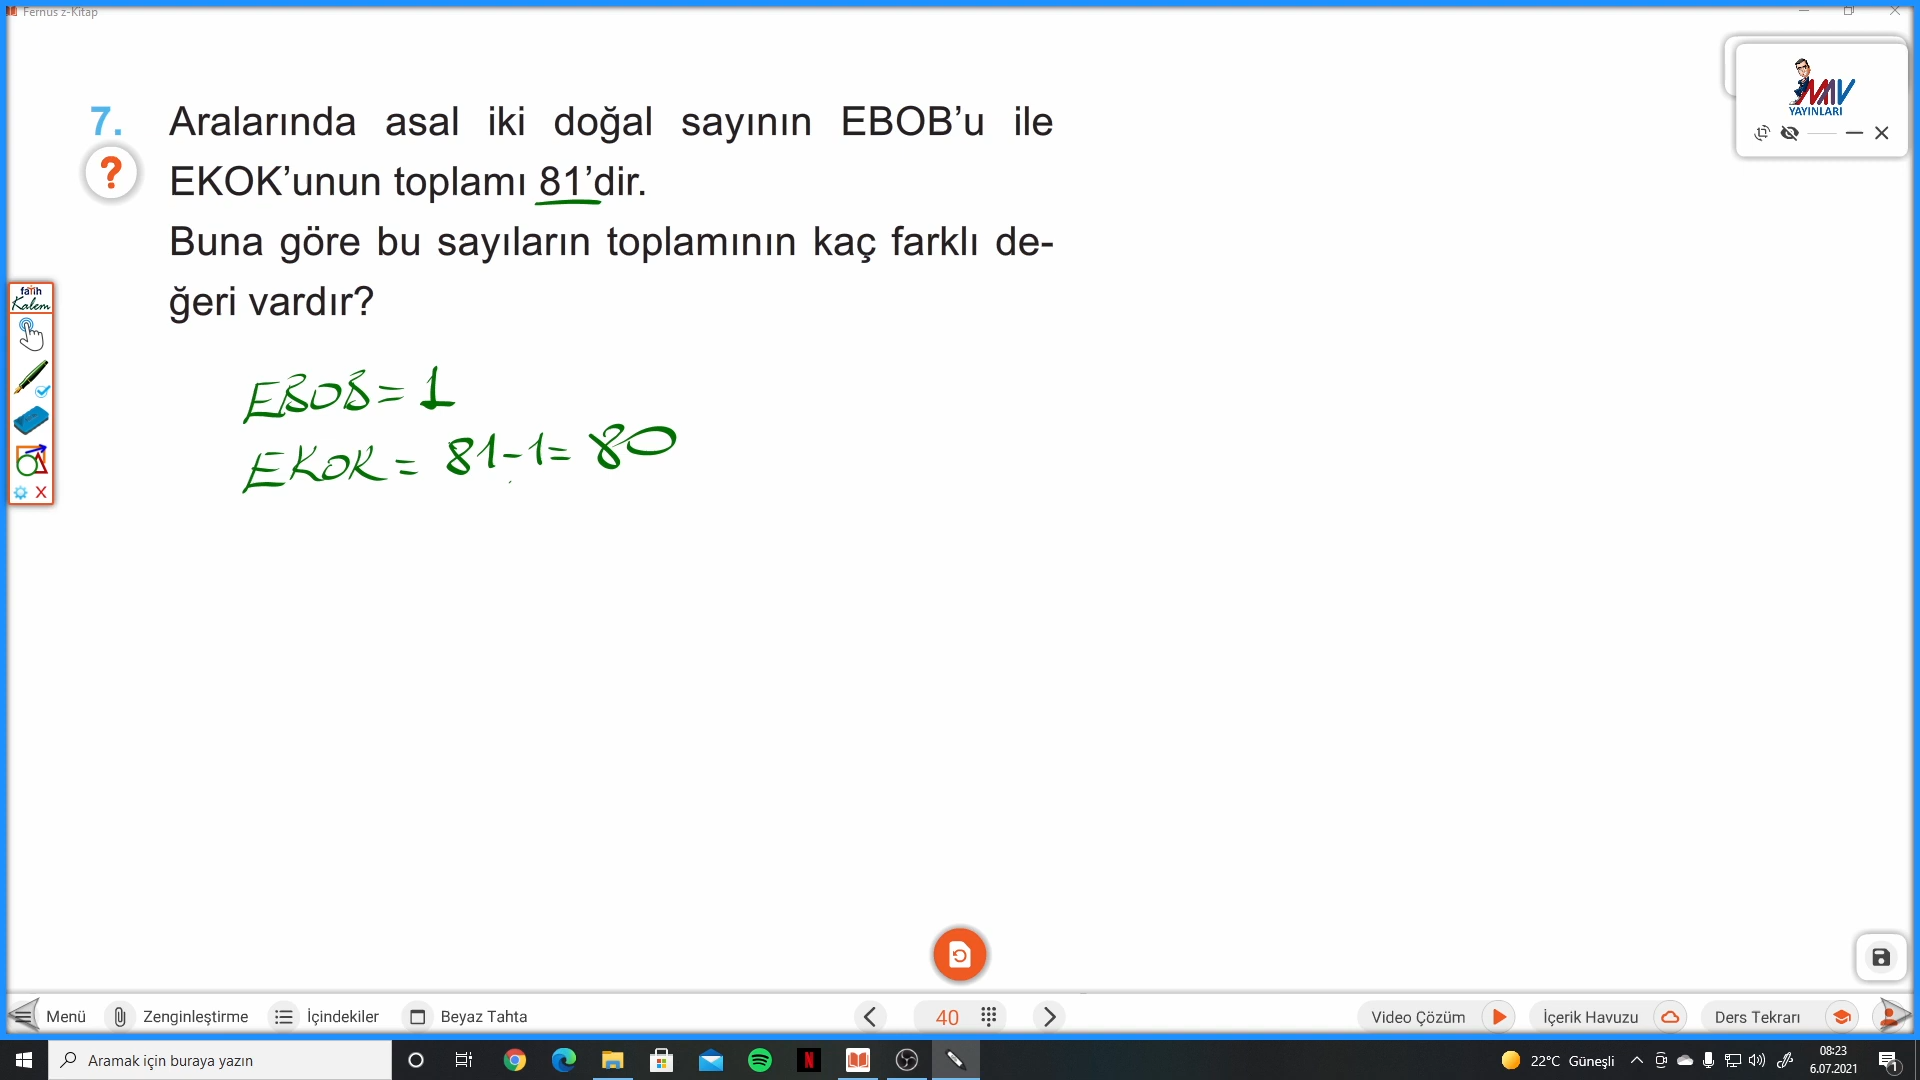 Fernus z-Kitap
7. Aralarında asal iki doğal sayının EBOB’u ile
EKOK’unun toplamı 81’dir.
Buna göre bu sayıların toplamının kaç farklı de-
ğeri vardır?
EBOB = 1
EKOK = 81 - 1 = 80
MMV
YAYINLARI
fatih
Kalem
Menü
Zenginleştirme
İçindekiler
Beyaz Tahta
40
Video Çözüm
İçerik Havuzu
Ders Tekrarı
Aramak için buraya yazın
22°C Güneşli
08:23
6.07.2021
1